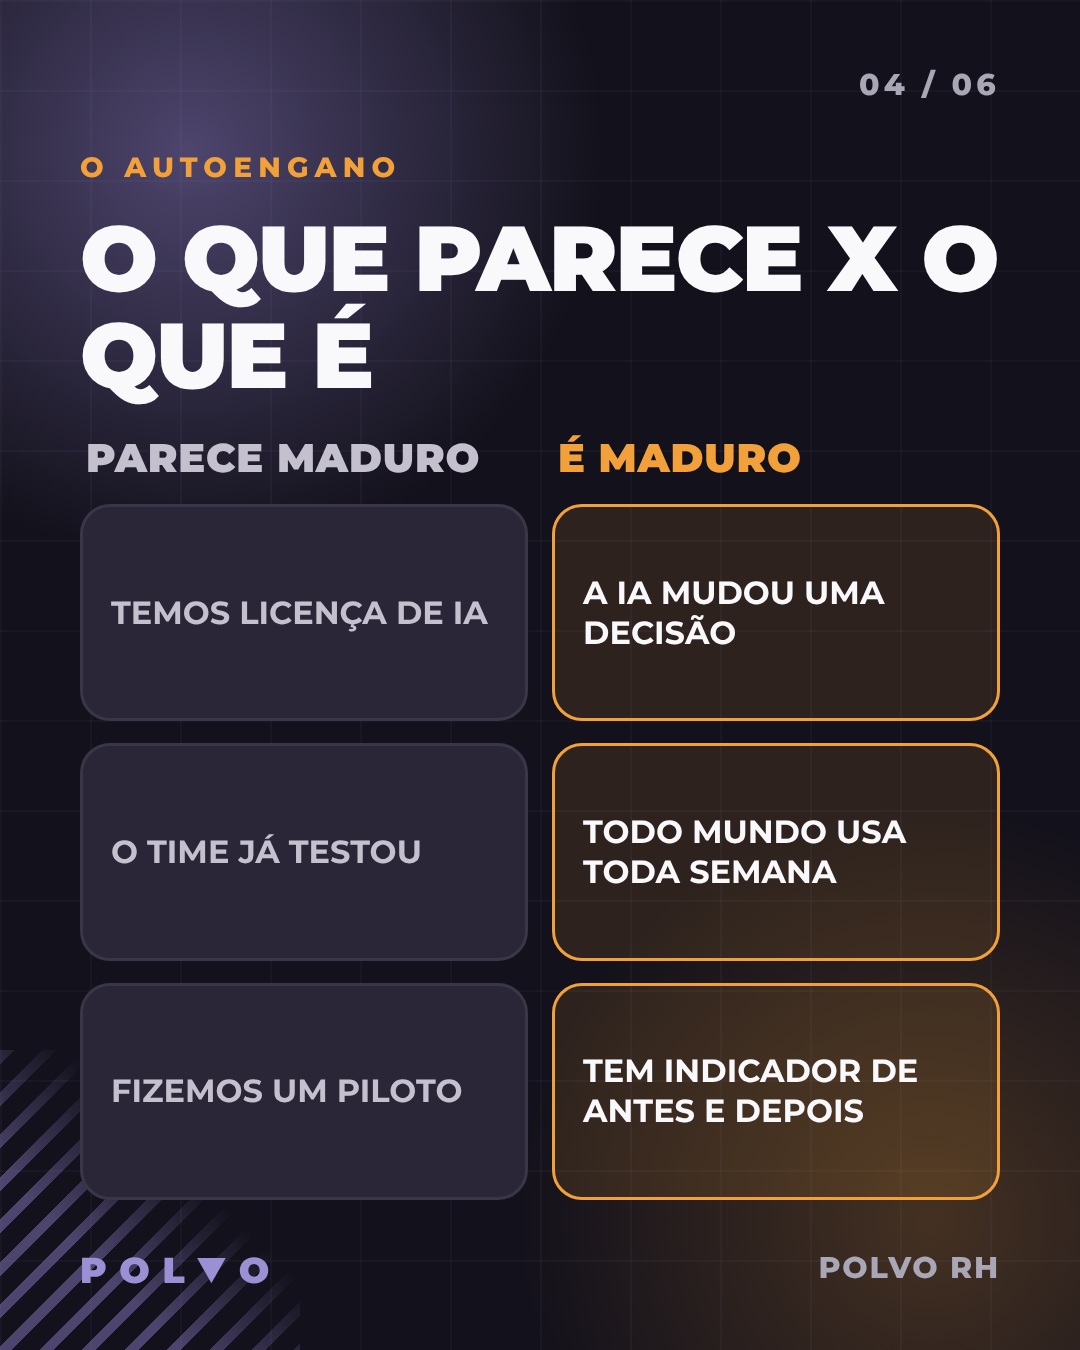 04 / 06
O AUTOENGANO
O QUE PARECE X O
QUE É
PARECE MADURO
É MADURO
TEMOS LICENÇA DE IA
A IA MUDOU UMA
DECISÃO
O TIME JÁ TESTOU
TODO MUNDO USA
TODA SEMANA
FIZEMOS UM PILOTO
TEM INDICADOR DE
ANTES E DEPOIS
POLVO
POLVO RH